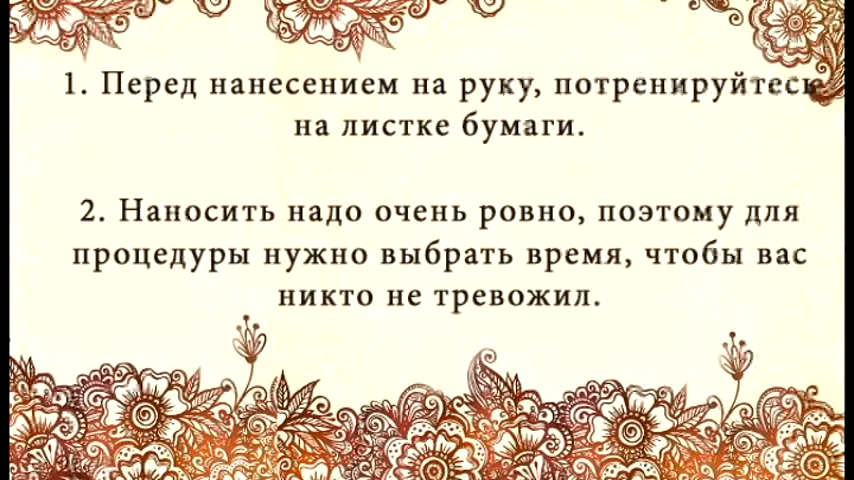 1. Перед нанесением на руку, потренируйтесь
на листке бумаги.
2. Наносить надо очень ровно, поэтому для
процедуры нужно выбрать время, чтобы вас
никто не тревожил.